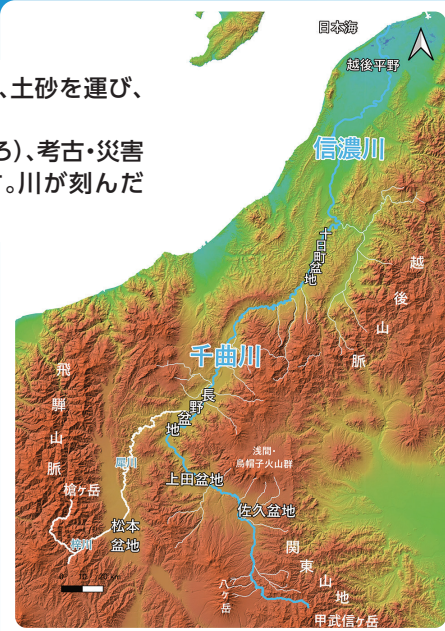 、土砂を運び、
ろ)、考古・災害
す。川が刻んだ
日本海
越後平野
信濃川
十日町盆地
越後山脈
千曲川
長野盆地
飛騨山脈
浅間・
烏帽子火山群
犀川
上田盆地
槍ヶ岳
佐久盆地
松本
盆地
梓川
関東山地
八ヶ岳
甲武信ヶ岳